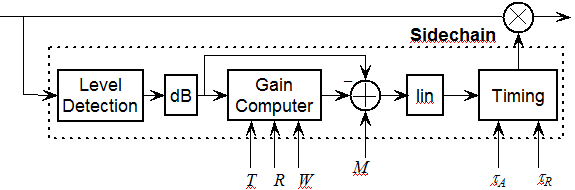 Sidechain
Level
Detection
dB
Gain
Computer
−
lin
Timing
T R W
M
τA τR